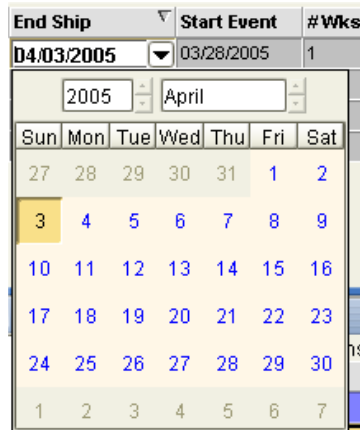 End Ship Start Event #Wks
04/03/2005 03/28/2005 1
2005 April
Sun Mon Tue Wed Thu Fri Sat
27 28 29 30 31 1 2
3 4 5 6 7 8 9
10 11 12 13 14 15 16
17 18 19 20 21 22 23
24 25 26 27 28 29 30
1 2 3 4 5 6 7